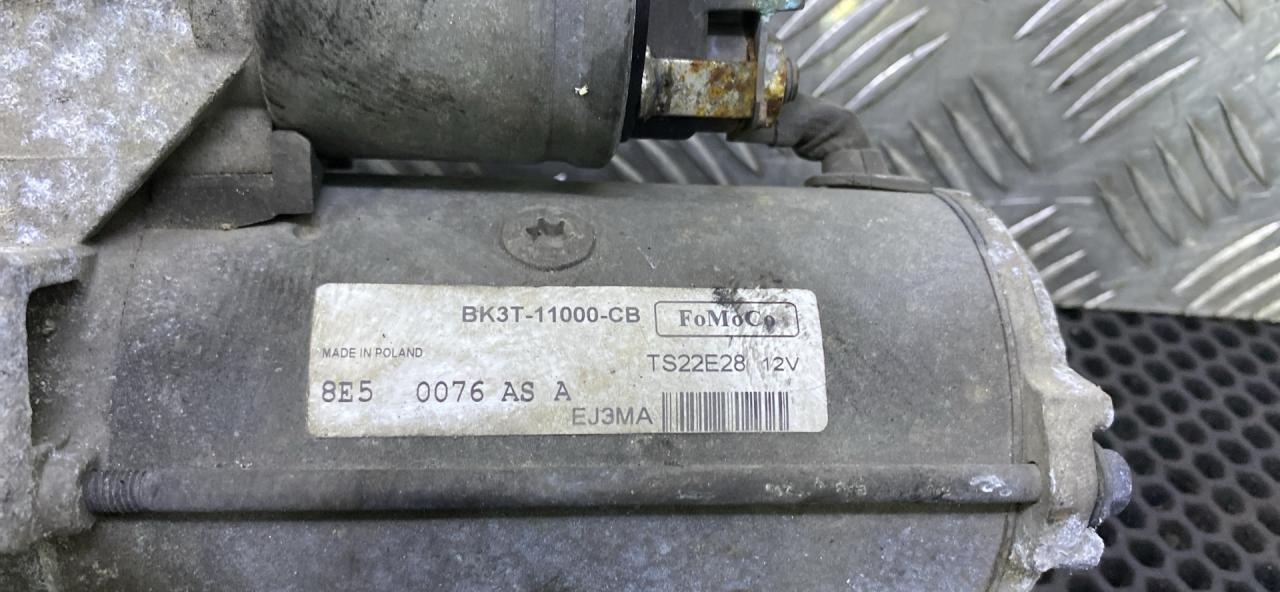 BK3T-11000-CB FoMoCo
MADE IN POLAND
TS22E28 12V
8E5 0076 AS A
EJ3MA